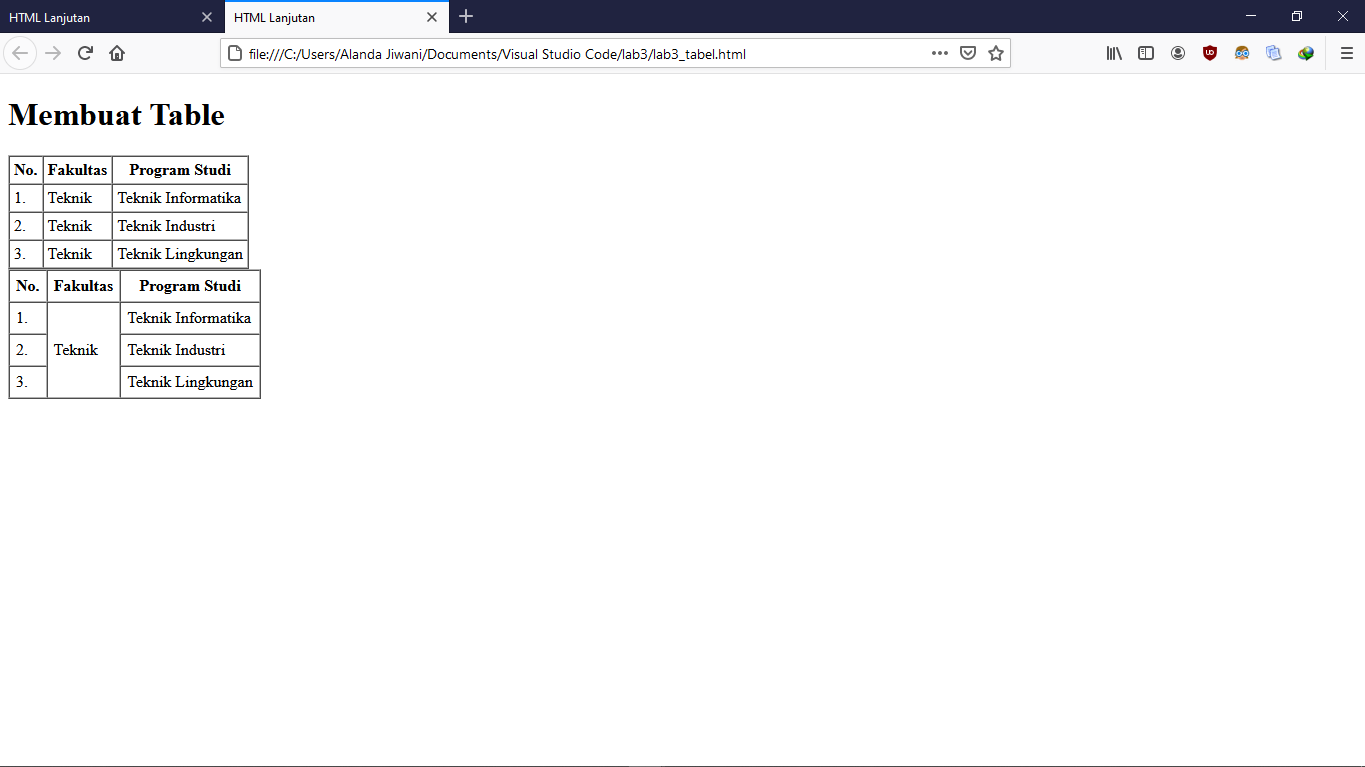 HTML Lanjutan
HTML Lanjutan
file:///C:/Users/Alanda Jiwani/Documents/Visual Studio Code/lab3/lab3_tabel.html
Membuat Table
No. Fakultas Program Studi
1. Teknik Teknik Informatika
2. Teknik Teknik Industri
3. Teknik Teknik Lingkungan
No. Fakultas Program Studi
1. Teknik Informatika
2. Teknik Teknik Industri
3. Teknik Lingkungan